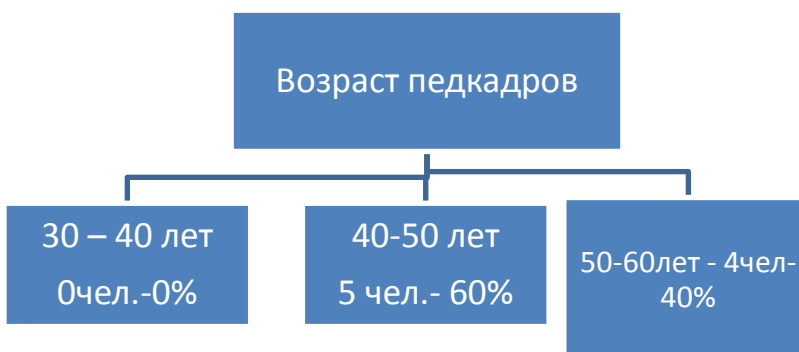 Возраст педкадров
30 – 40 лет
0чел.-0%
40-50 лет
5 чел.- 60%
50-60лет - 4чел-
40%